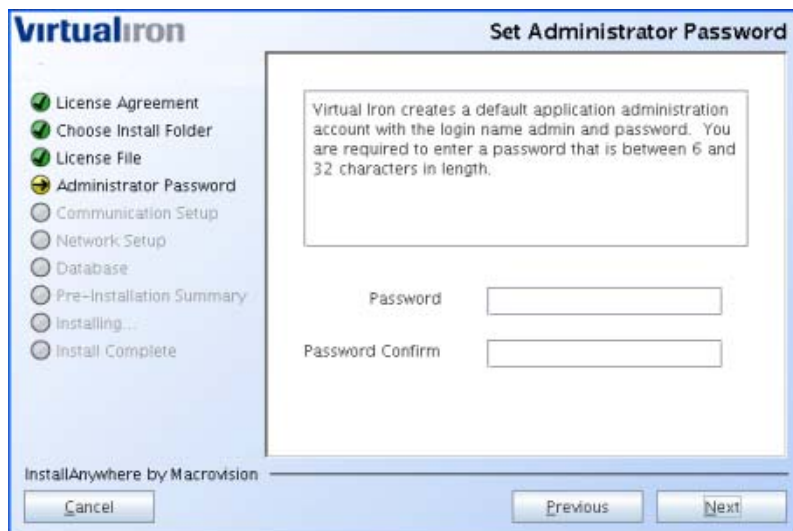 Virtualiron
Set Administrator Password
License Agreement
Choose Install Folder
License File
Administrator Password
Communication Setup
Network Setup
Database
Pre-Installation Summary
Installing...
Install Complete
Virtual Iron creates a default application administration
account with the login name admin and password. You
are required to enter a password that is between 6 and
32 characters in length.
Password
Password Confirm
InstallAnywhere by Macrovision
Cancel
Previous
Next